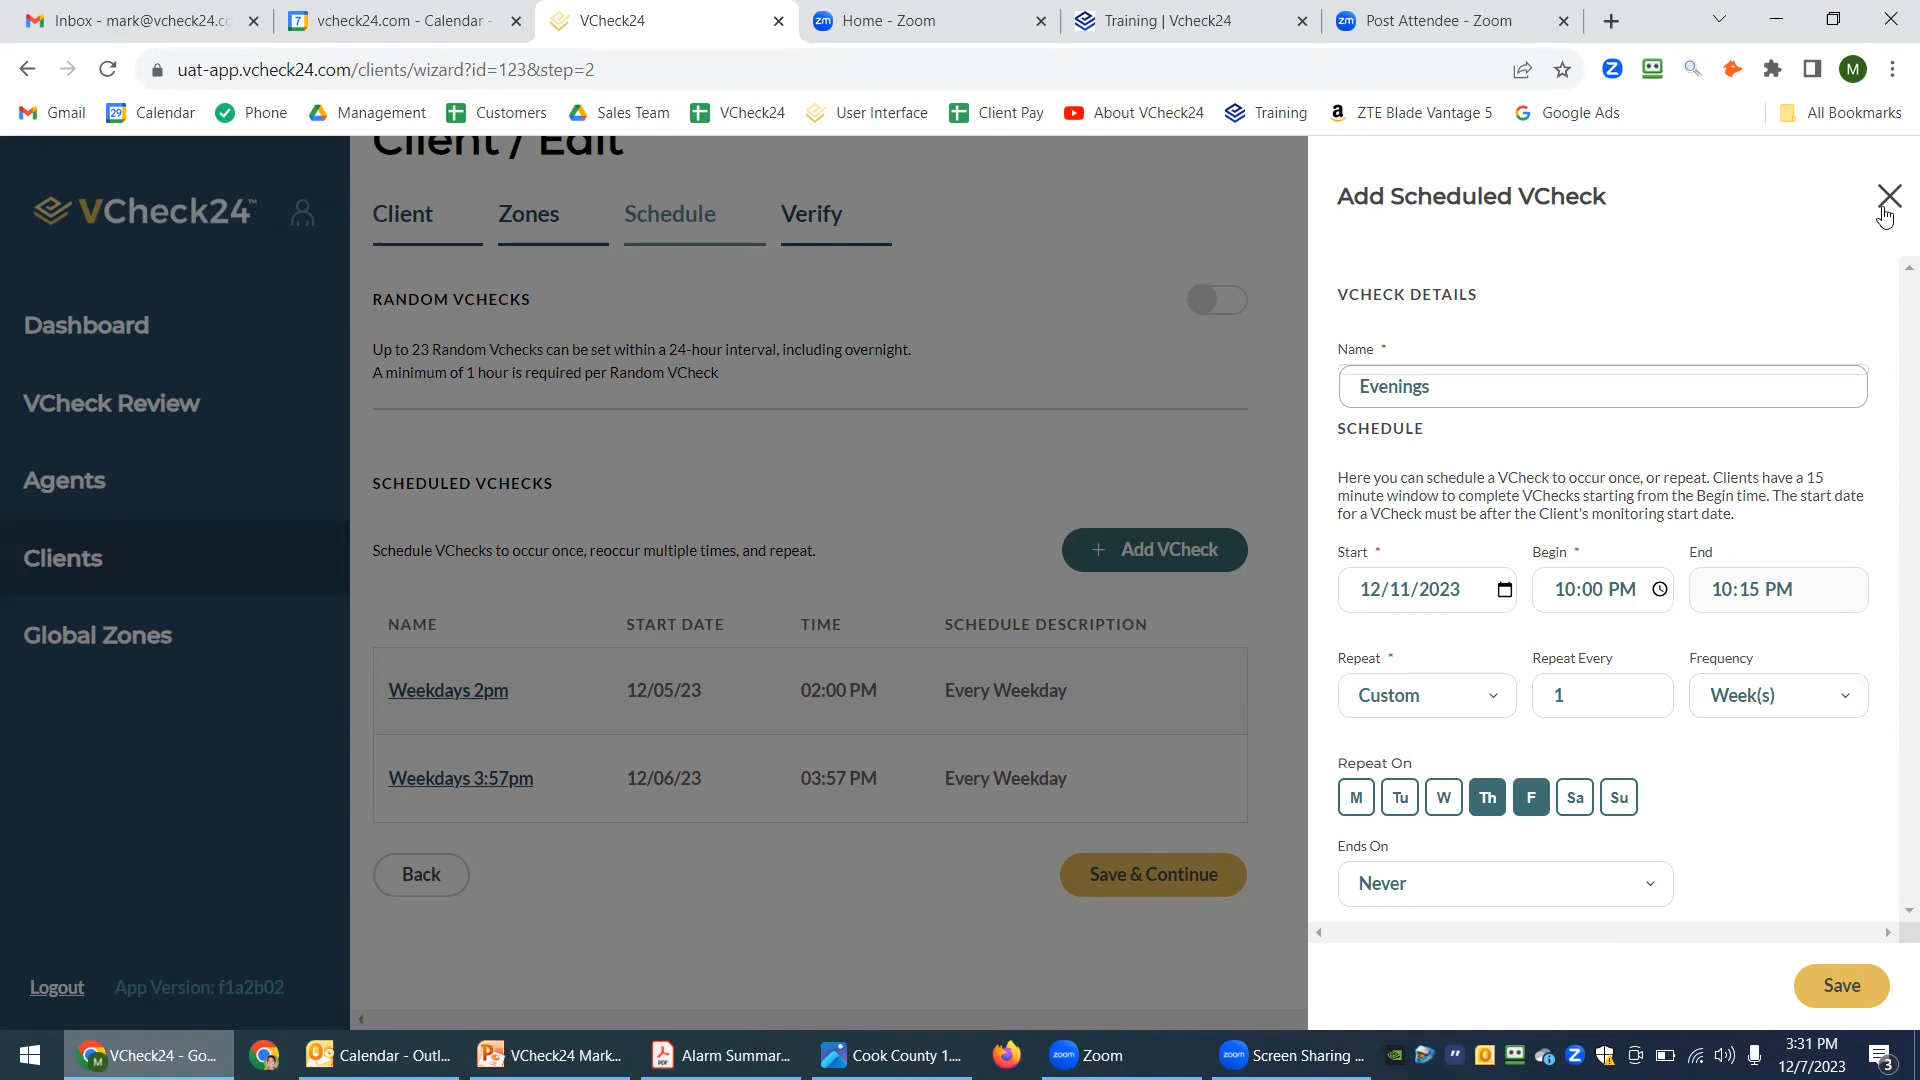 Inbox - mark@vcheck24.co
vcheck24.com - Calendar -
VCheck24
Home - Zoom
Training | Vcheck24
Post Attendee - Zoom
uat-app.vcheck24.com/clients/wizard?id=123&step=2
M
Gmail
Calendar
Phone
Management
Customers
Sales Team
VCheck24
User Interface
Client Pay
About VCheck24
Training
ZTE Blade Vantage 5
Google Ads
All Bookmarks
VCheck24™
Dashboard
VCheck Review
Agents
Clients
Global Zones
Logout
App Version: f1a2b02
Client / Edit
Client
Zones
Schedule
Verify
RANDOM VCHECKS
Up to 23 Random Vchecks can be set within a 24-hour interval, including overnight.
A minimum of 1 hour is required per Random VCheck
SCHEDULED VCHECKS
Schedule VChecks to occur once, reoccur multiple times, and repeat.
+ Add VCheck
NAME START DATE TIME SCHEDULE DESCRIPTION
Weekdays 2pm 12/05/23 02:00 PM Every Weekday
Weekdays 3:57pm 12/06/23 03:57 PM Every Weekday
Back
Save & Continue
Add Scheduled VCheck
VCHECK DETAILS
Name *
Evenings
SCHEDULE
Here you can schedule a VCheck to occur once, or repeat. Clients have a 15
minute window to complete VChecks starting from the Begin time. The start date
for a VCheck must be after the Client's monitoring start date.
Start * Begin * End
12/11/2023 10:00 PM 10:15 PM
Repeat * Repeat Every Frequency
Custom 1 Week(s)
Repeat On
M Tu W Th F Sa Su
Ends On
Never
Save
VCheck24 - Go...
Calendar - Outl...
VCheck24 Mark...
Alarm Summar...
Cook County 1....
Zoom
Screen Sharing ...
3:31 PM
12/7/2023
3